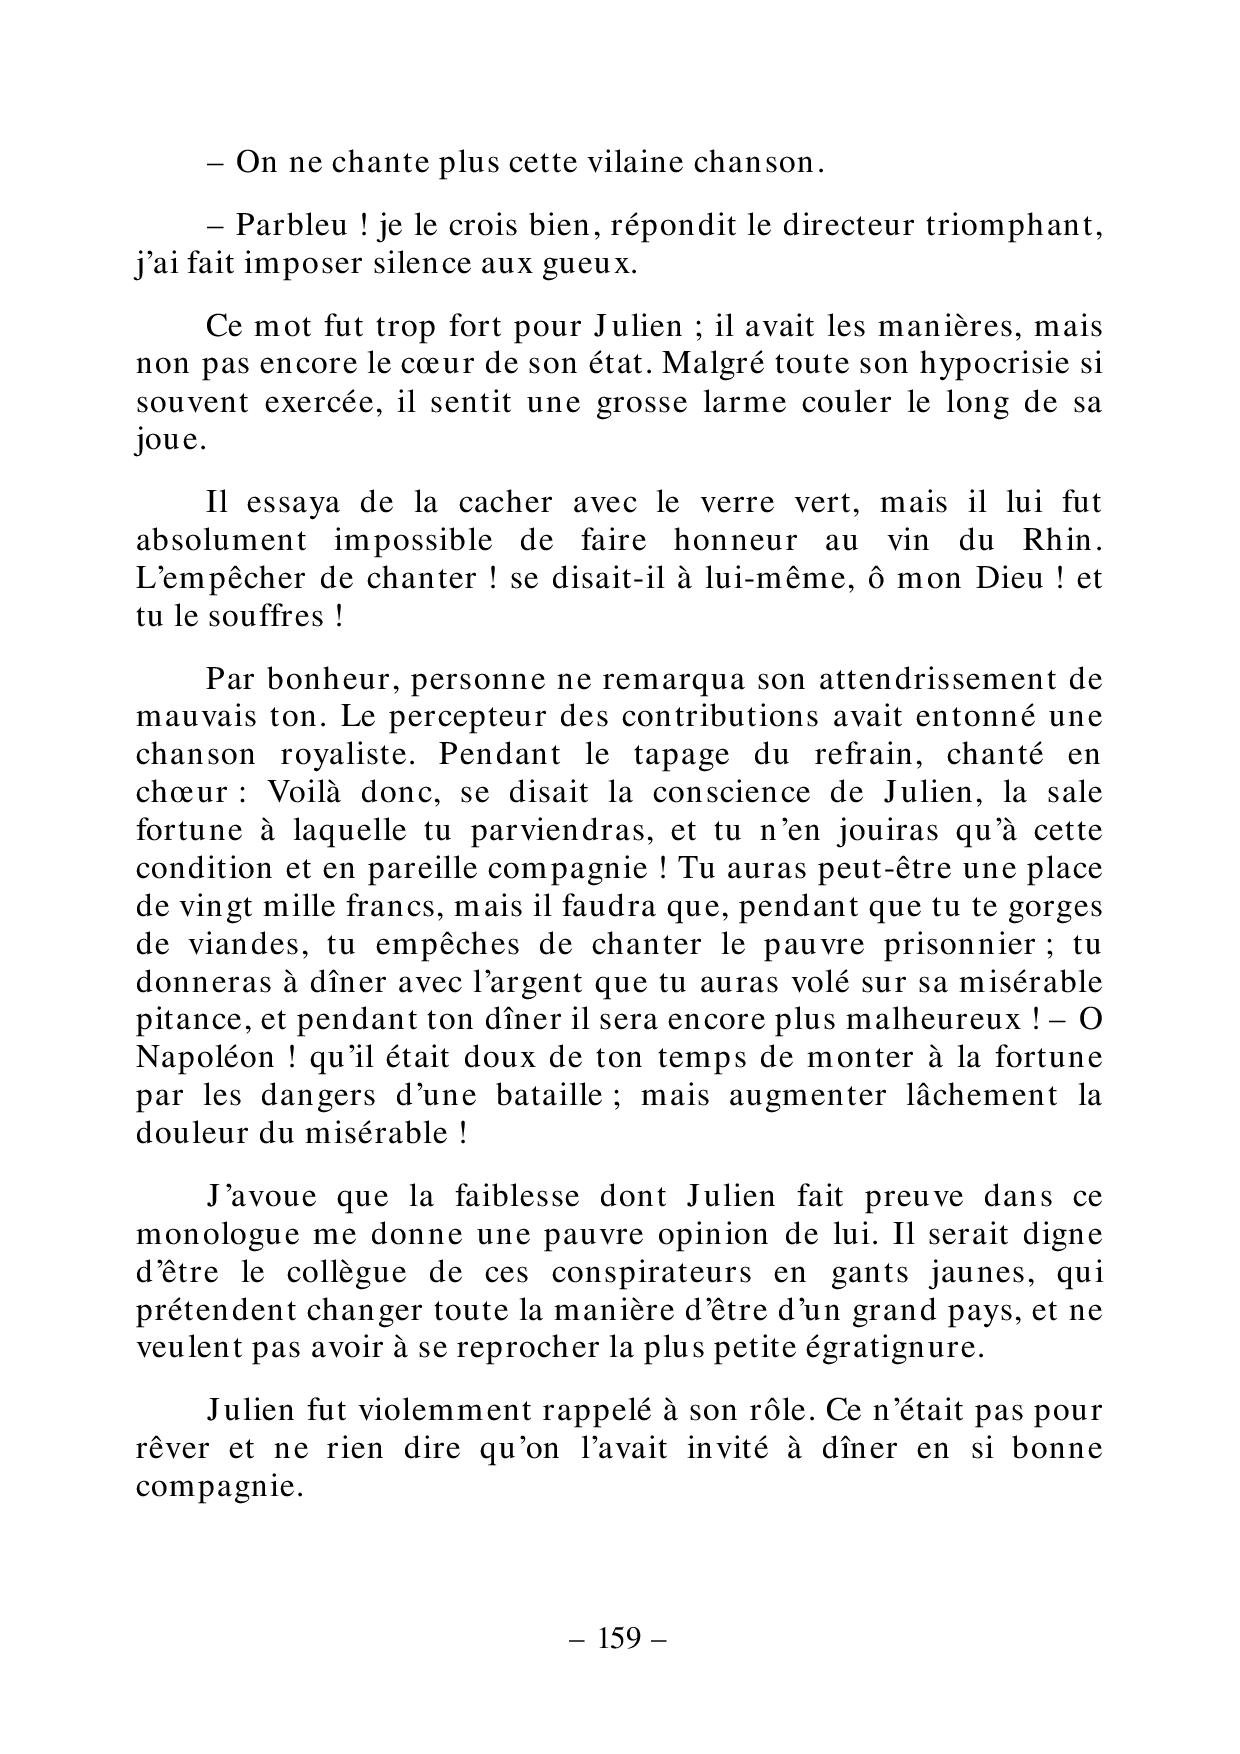 – On ne chante plus cette vilaine chanson.
– Parbleu ! je le crois bien, répondit le directeur triomphant,
j’ai fait imposer silence aux gueux.
Ce mot fut trop fort pour Julien ; il avait les manières, mais
non pas encore le cœur de son état. Malgré toute son hypocrisie si
souvent exercée, il sentit une grosse larme couler le long de sa
joue.
Il essaya de la cacher avec le verre vert, mais il lui fut
absolument impossible de faire honneur au vin du Rhin.
L’empêcher de chanter ! se disait-il à lui-même, ô mon Dieu ! et
tu le souffres !
Par bonheur, personne ne remarqua son attendrissement de
mauvais ton. Le percepteur des contributions avait entonné une
chanson royaliste. Pendant le tapage du refrain, chanté en
chœur : Voilà donc, se disait la conscience de Julien, la sale
fortune à laquelle tu parviendras, et tu n’en jouiras qu’à cette
condition et en pareille compagnie ! Tu auras peut-être une place
de vingt mille francs, mais il faudra que, pendant que tu te gorges
de viandes, tu empêches de chanter le pauvre prisonnier ; tu
donneras à dîner avec l’argent que tu auras volé sur sa misérable
pitance, et pendant ton dîner il sera encore plus malheureux ! – O
Napoléon ! qu’il était doux de ton temps de monter à la fortune
par les dangers d’une bataille ; mais augmenter lâchement la
douleur du misérable !
J’avoue que la faiblesse dont Julien fait preuve dans ce
monologue me donne une pauvre opinion de lui. Il serait digne
d’être le collègue de ces conspirateurs en gants jaunes, qui
prétendent changer toute la manière d’être d’un grand pays, et ne
veulent pas avoir à se reprocher la plus petite égratignure.
Julien fut violemment rappelé à son rôle. Ce n’était pas pour
rêver et ne rien dire qu’on l’avait invité à dîner en si bonne
compagnie.
– 159 –